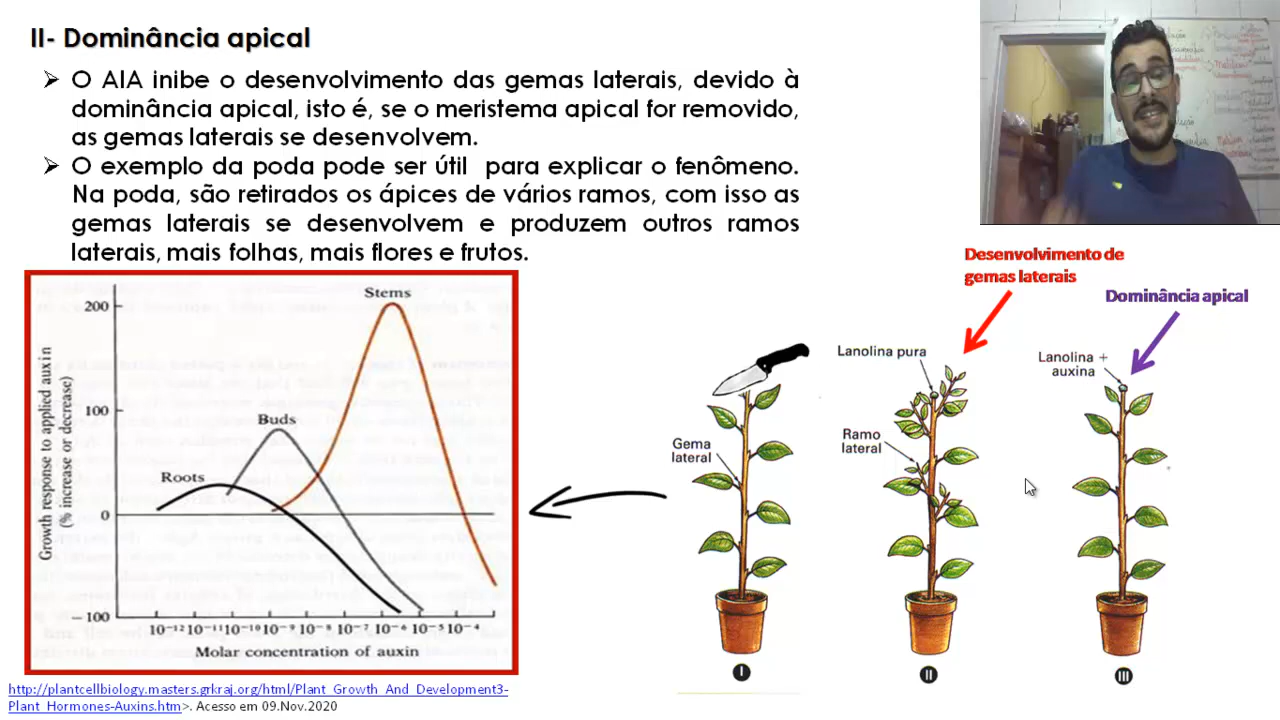 II- Dominância apical
➢ O AIA inibe o desenvolvimento das gemas laterais, devido à
dominância apical, isto é, se o meristema apical for removido,
as gemas laterais se desenvolvem.
➢ O exemplo da poda pode ser útil para explicar o fenômeno.
Na poda, são retirados os ápices de vários ramos, com isso as
gemas laterais se desenvolvem e produzem outros ramos
laterais, mais folhas, mais flores e frutos.
Growth response to applied auxin
(% increase or decrease)
200
100
0
-100
Stems
Buds
Roots
10⁻¹² 10⁻¹¹ 10⁻¹⁰ 10⁻⁹ 10⁻⁸ 10⁻⁷ 10⁻⁶ 10⁻⁵ 10⁻⁴
Molar concentration of auxin
http://plantcellbiology.masters.grkraj.org/html/Plant_Growth_And_Development3-
Plant_Hormones-Auxins.htm>. Acesso em 09.Nov.2020
Gema
lateral
I
Desenvolvimento de
gemas laterais
Lanolina pura
Ramo
lateral
II
Dominância apical
Lanolina +
auxina
III